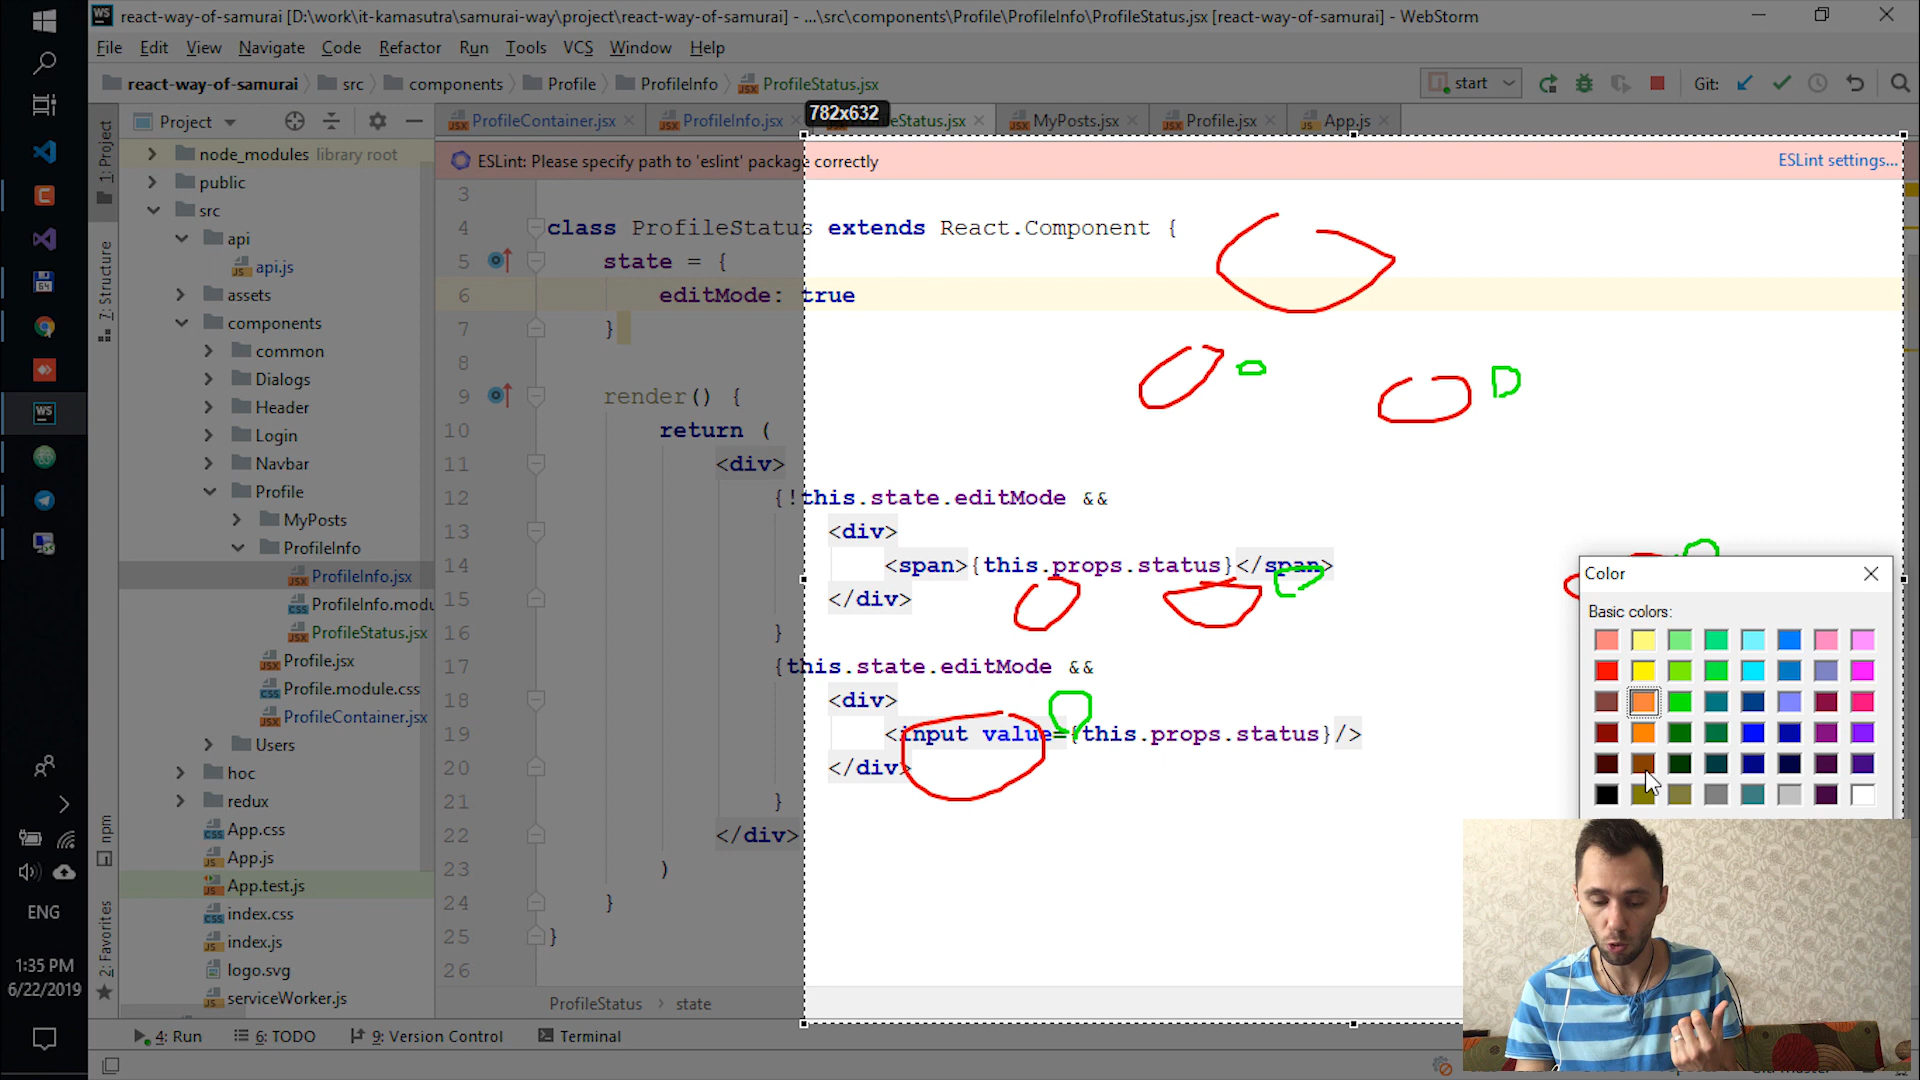 react-way-of-samurai [D:\work\it-kamasutra\samurai-way\project\react-way-of-samurai] - ...\src\components\Profile\ProfileInfo\ProfileStatus.jsx [react-way-of-samurai] - WebStorm
File Edit View Navigate Code Refactor Run Tools VCS Window Help
react-way-of-samurai src components Profile ProfileInfo ProfileStatus.jsx start Git:
782x632
Project ProfileContainer.jsx ProfileInfo.jsx eStatus.jsx MyPosts.jsx Profile.jsx App.js
ESLint: Please specify path to 'eslint' package correctly ESLint settings...
1: Project
7: Structure
npm
2: Favorites
node_modules library root
public
src
api
api.js
assets
components
common
Dialogs
Header
Login
Navbar
Profile
MyPosts
ProfileInfo
ProfileInfo.jsx
ProfileInfo.modu
ProfileStatus.jsx
Profile.jsx
Profile.module.css
ProfileContainer.jsx
Users
hoc
redux
App.css
App.js
App.test.js
index.css
index.js
logo.svg
serviceWorker.js
3
4 class ProfileStatus extends React.Component {
5 state = {
6 editMode: true
7 }
8
9 render() {
10 return (
11 <div>
12 {!this.state.editMode &&
13 <div>
14 <span>{this.props.status}</span>
15 </div>
16 }
17 {this.state.editMode &&
18 <div>
19 <input value={this.props.status}/>
20 </div>
21 }
22 </div>
23 )
24 }
25 }
26
ProfileStatus > state
Color
Basic colors:
4: Run 6: TODO 9: Version Control Terminal
WS
64
WS
ENG
1:35 PM
6/22/2019